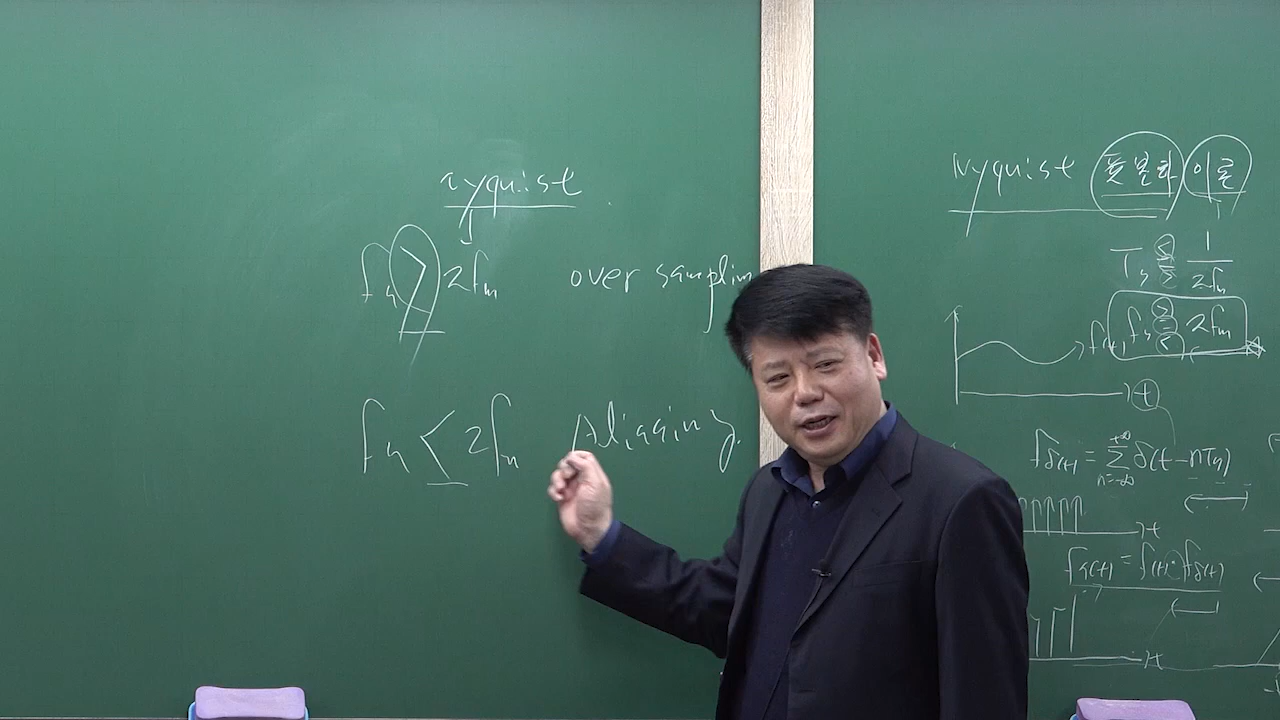 nyquist
fs > 2fm over samplin
fs < 2fm Aliasing
Nyquist 표본화 이론
Ts ≤ 1/2fm
fs ≥ 2fm
f(t)
t
fδ(t) = Σ δ(t-nTs)
n=-∞ +∞
t
fs(t) = f(t)·fδ(t)
t